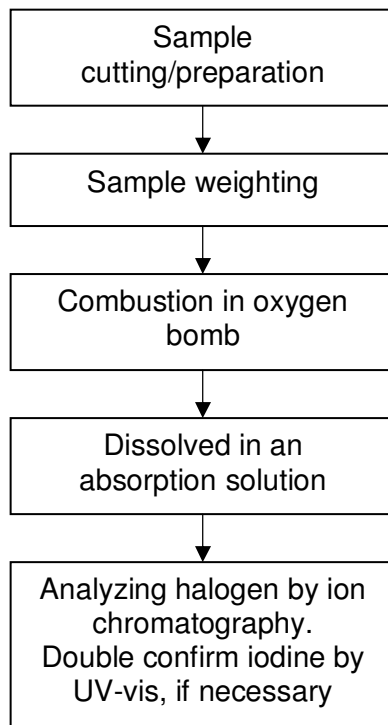 Sample
cutting/preparation
Sample weighting
Combustion in oxygen
bomb
Dissolved in an
absorption solution
Analyzing halogen by ion
chromatography.
Double confirm iodine by
UV-vis, if necessary